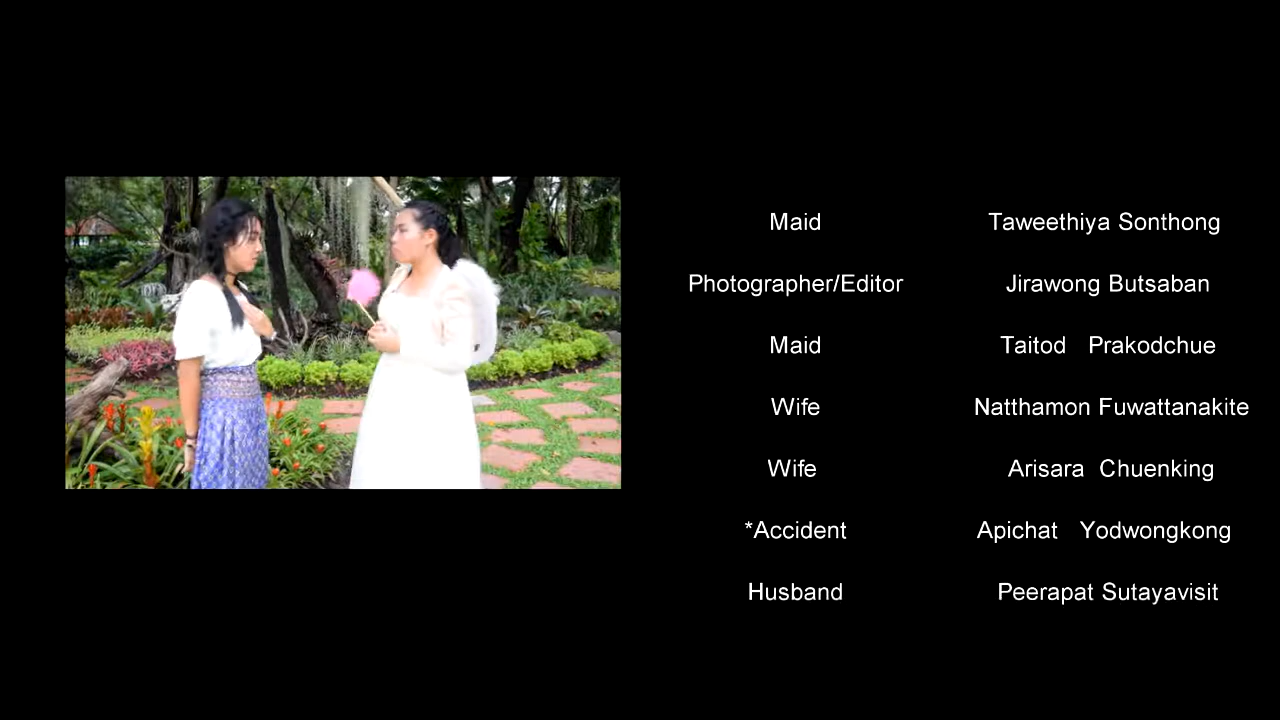 Maid Taweethiya Sonthong
Photographer/Editor Jirawong Butsaban
Maid Taitod Prakodchue
Wife Natthamon Fuwattanakite
Wife Arisara Chuenking
*Accident Apichat Yodwongkong
Husband Peerapat Sutayavisit